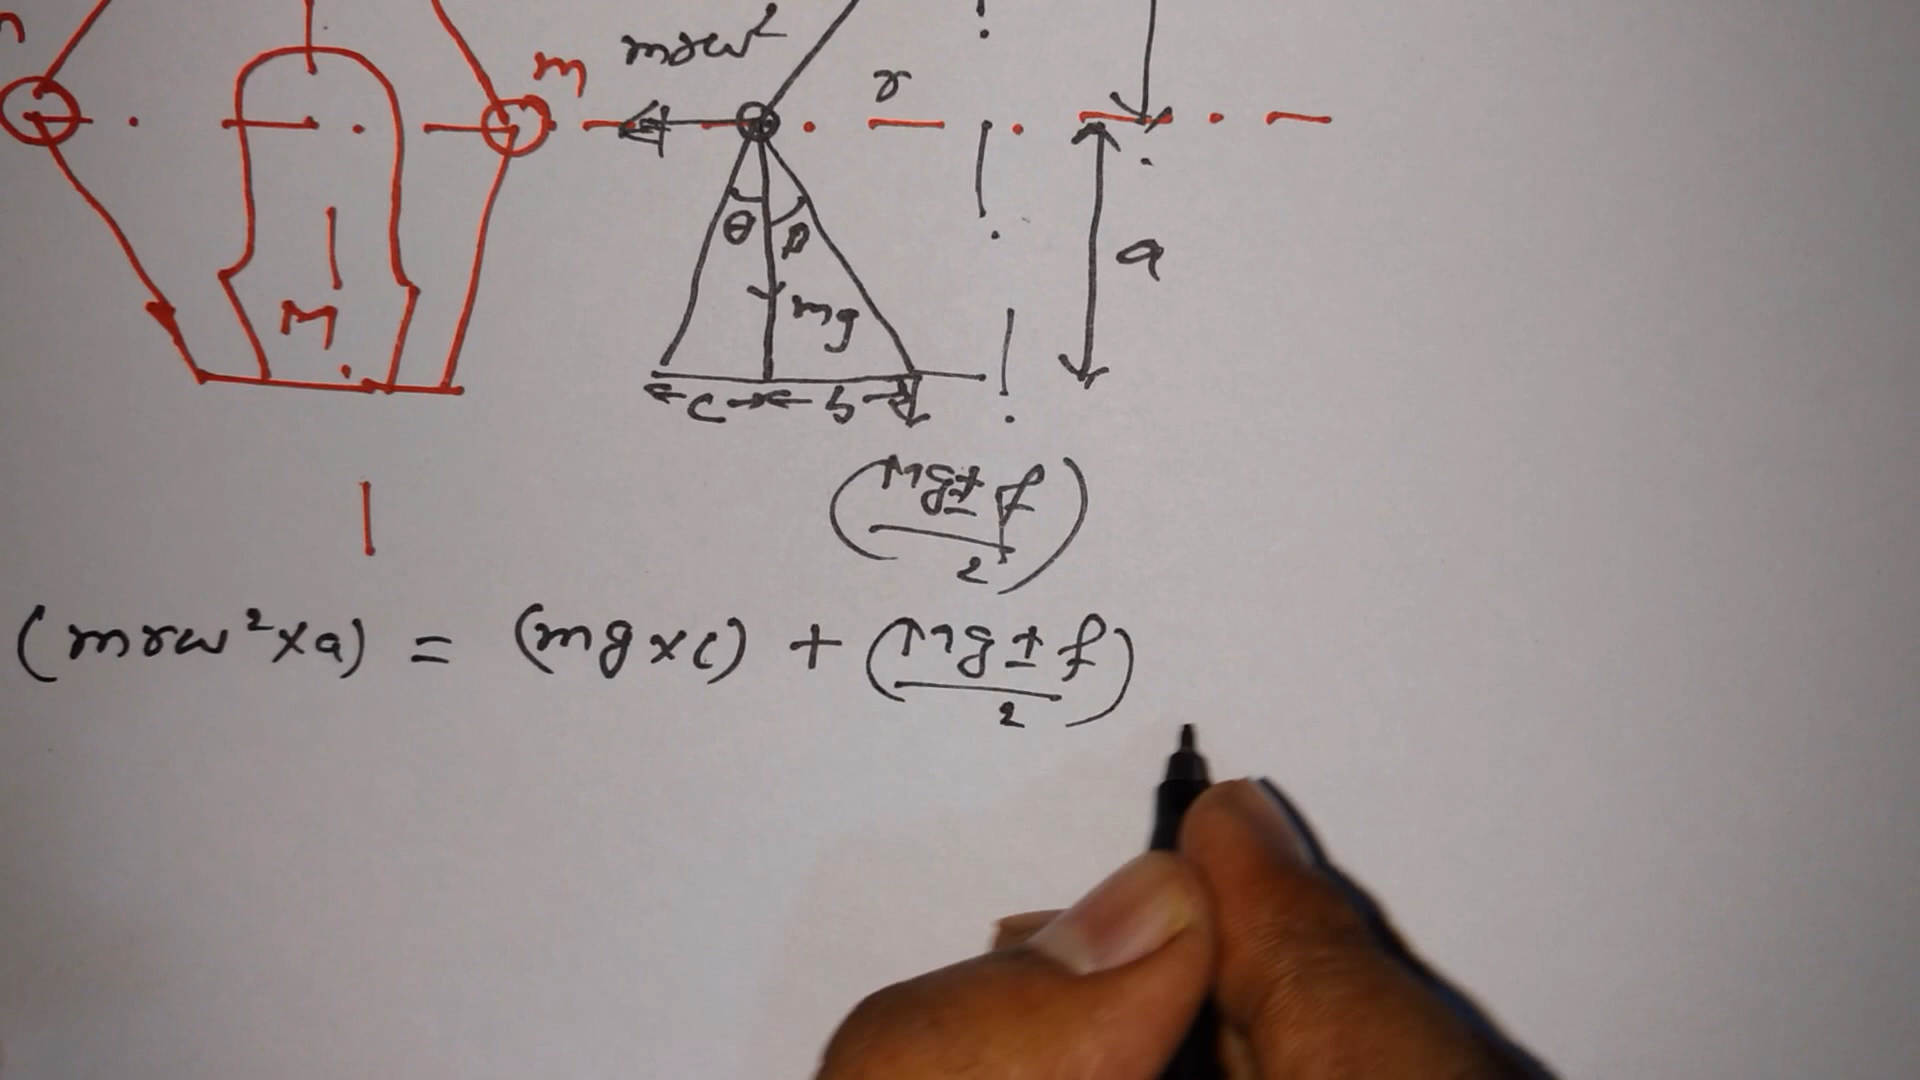 mrω²
m
r
θ β
a
mg
M
c b
(Mg ± f / 2)
(mrω² × a) = (mg × c) + (Mg ± f / 2)